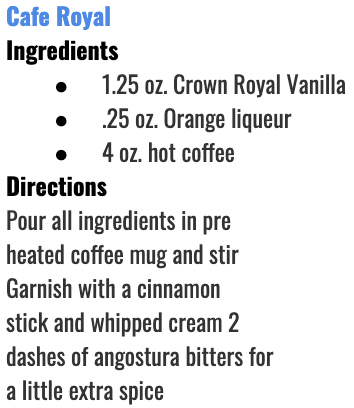 Cafe Royal
Ingredients
● 1.25 oz. Crown Royal Vanilla
● .25 oz. Orange liqueur
● 4 oz. hot coffee
Directions
Pour all ingredients in pre
heated coffee mug and stir
Garnish with a cinnamon
stick and whipped cream 2
dashes of angostura bitters for
a little extra spice